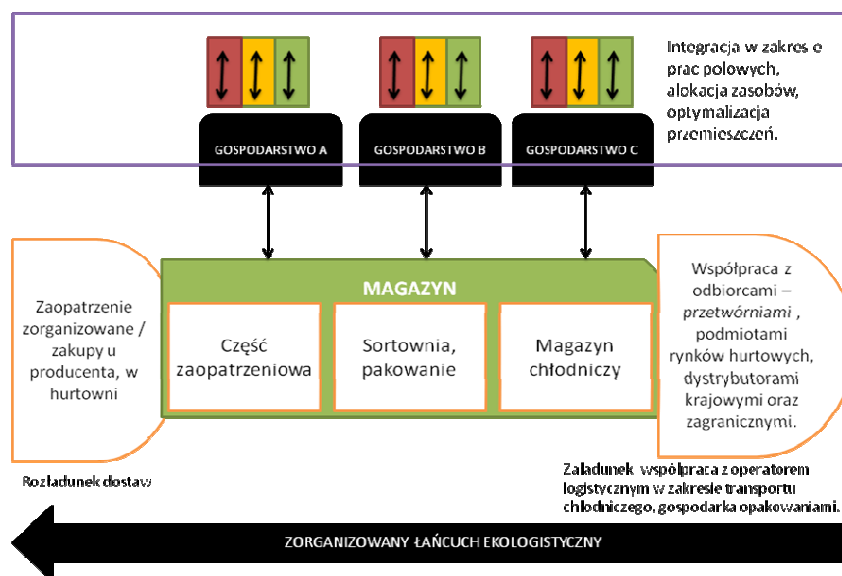 Integracja w zakresie
prac polowych,
alokacja zasobów,
optymalizacja
przemieszczeń.
GOSPODARSTWO A
GOSPODARSTWO B
GOSPODARSTWO C
Zaopatrzenie
zorganizowane /
zakupy u
producenta, w
hurtowni
MAGAZYN
Część
zaopatrzeniowa
Sortownia,
pakowanie
Magazyn
chłodniczy
Współpraca z
odbiorcami –
przetwórniami ,
podmiotami
rynków hurtowych,
dystrybutorami
krajowymi oraz
zagranicznymi.
Rozładunek dostaw
Załadunek współpraca z operatorem
logistycznym w zakresie transportu
chłodniczego, gospodarka opakowaniami.
ZORGANIZOWANY ŁAŃCUCH EKOLOGISTYCZNY